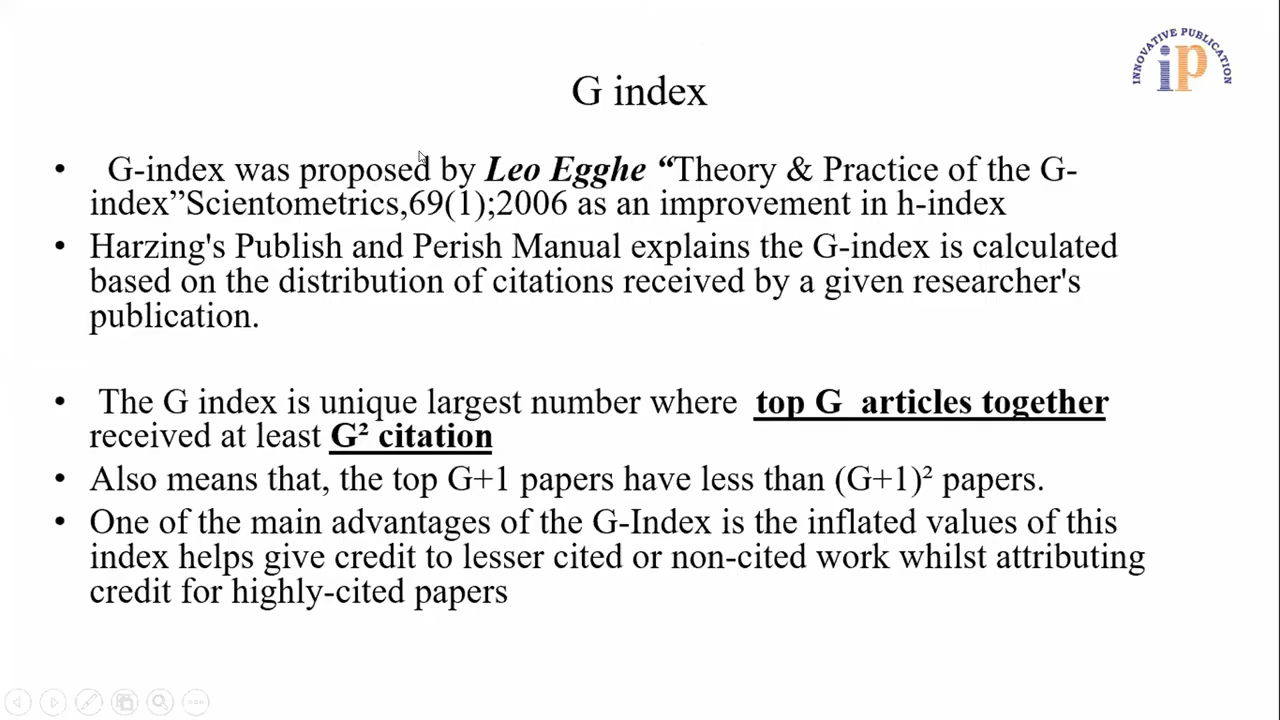 INNOVATIVE PUBLICATION
iP
G index
• G-index was proposed by Leo Egghe “Theory & Practice of the G-
index”Scientometrics,69(1);2006 as an improvement in h-index
• Harzing's Publish and Perish Manual explains the G-index is calculated
based on the distribution of citations received by a given researcher's
publication.
• The G index is unique largest number where top G articles together
received at least G² citation
• Also means that, the top G+1 papers have less than (G+1)² papers.
• One of the main advantages of the G-Index is the inflated values of this
index helps give credit to lesser cited or non-cited work whilst attributing
credit for highly-cited papers